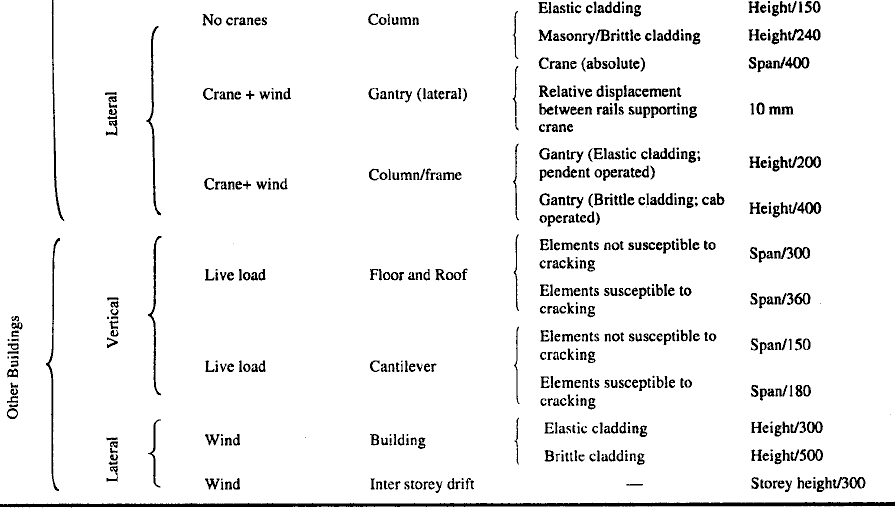 No cranes Column Elastic cladding Height/150
Masonry/Brittle cladding Height/240
Crane (absolute) Span/400
Lateral
Crane + wind Gantry (lateral) Relative displacement
between rails supporting
crane 10 mm
Crane+ wind Column/frame Gantry (Elastic cladding;
pendent operated) Height/200
Gantry (Brittle cladding; cab
operated) Height/400
Other Buildings
Vertical
Live load Floor and Roof Elements not susceptible to
cracking Span/300
Elements susceptible to
cracking Span/360
Live load Cantilever Elements not susceptible to
cracking Span/150
Elements susceptible to
cracking Span/180
Lateral
Wind Building Elastic cladding Height/300
Brittle cladding Height/500
Wind Inter storey drift — Storey height/300